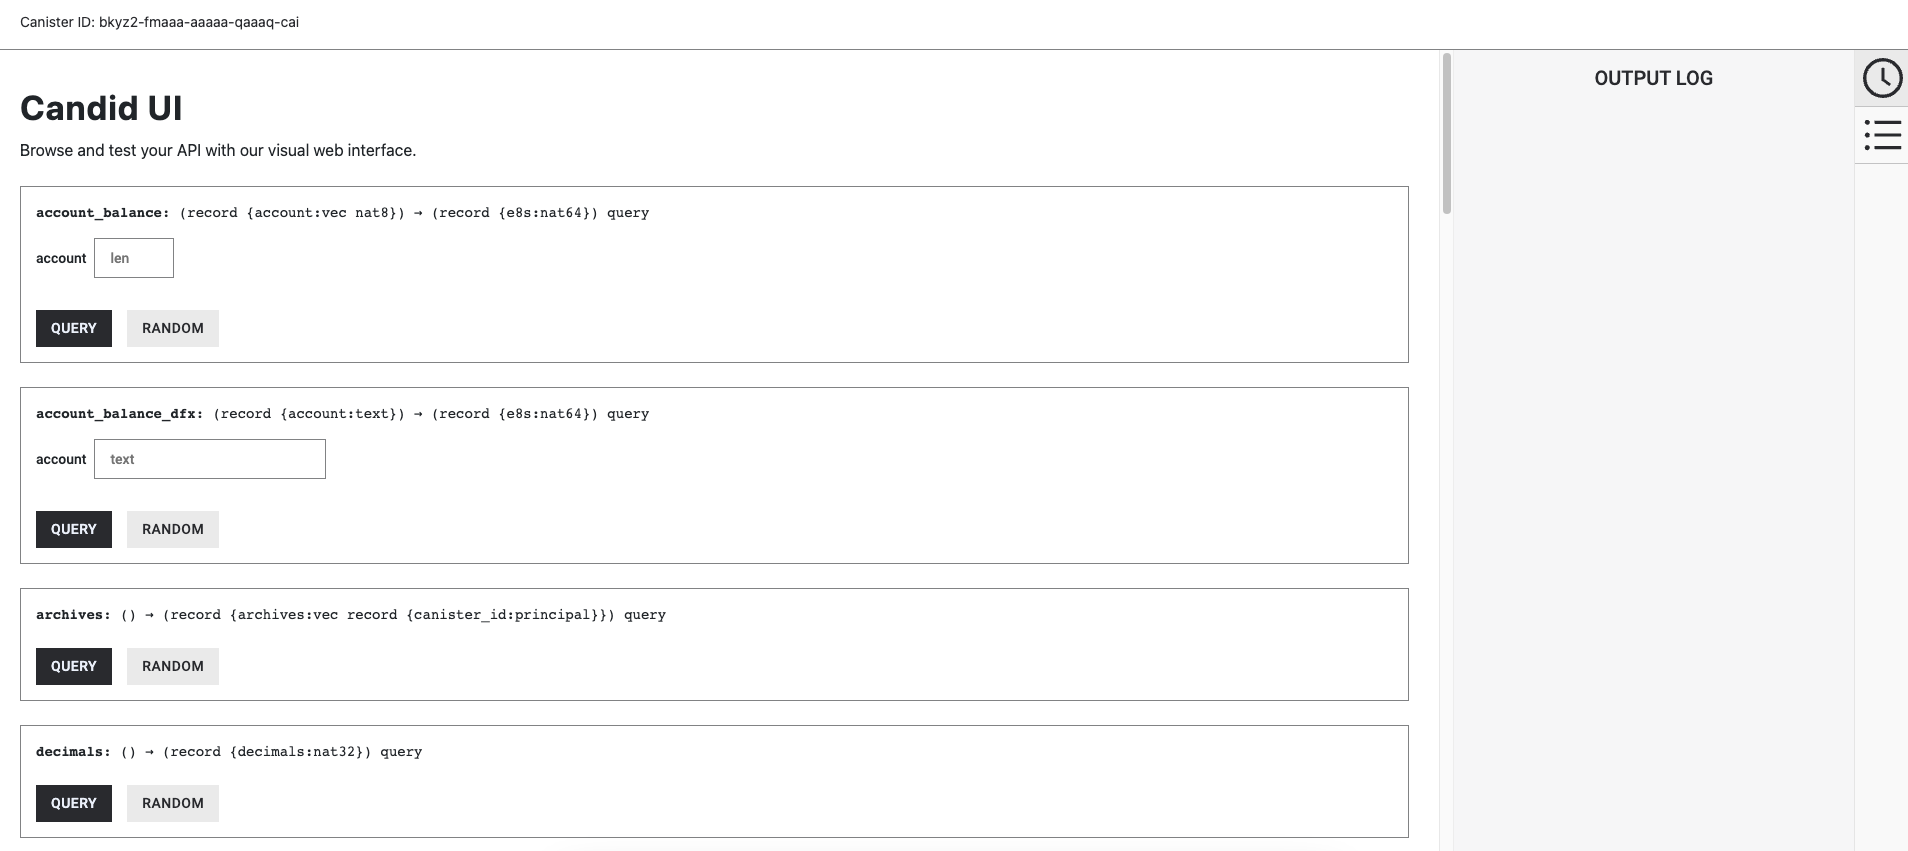 Canister ID: bkyz2-fmaaa-aaaaa-qaaaq-cai
Candid UI
Browse and test your API with our visual web interface.
account_balance: (record {account:vec nat8}) → (record {e8s:nat64}) query
account len
QUERY RANDOM
account_balance_dfx: (record {account:text}) → (record {e8s:nat64}) query
account text
QUERY RANDOM
archives: () → (record {archives:vec record {canister_id:principal}}) query
QUERY RANDOM
decimals: () → (record {decimals:nat32}) query
QUERY RANDOM
OUTPUT LOG